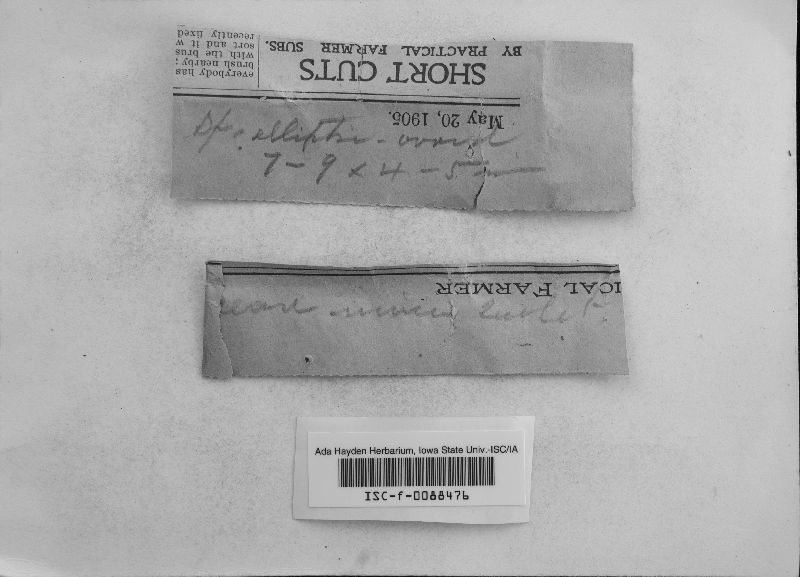 everybody has
brush nearby;
with the brus
sort and it w
recently fixed
SHORT CUTS
BY PRACTICAL FARMER SUBS.
May 20, 1905.
Sp. elliptic-ovoid
7-9 x 4-5
ICAL FARMER
Ada Hayden Herbarium, Iowa State Univ.-ISC/IA
ISC-f-0088476